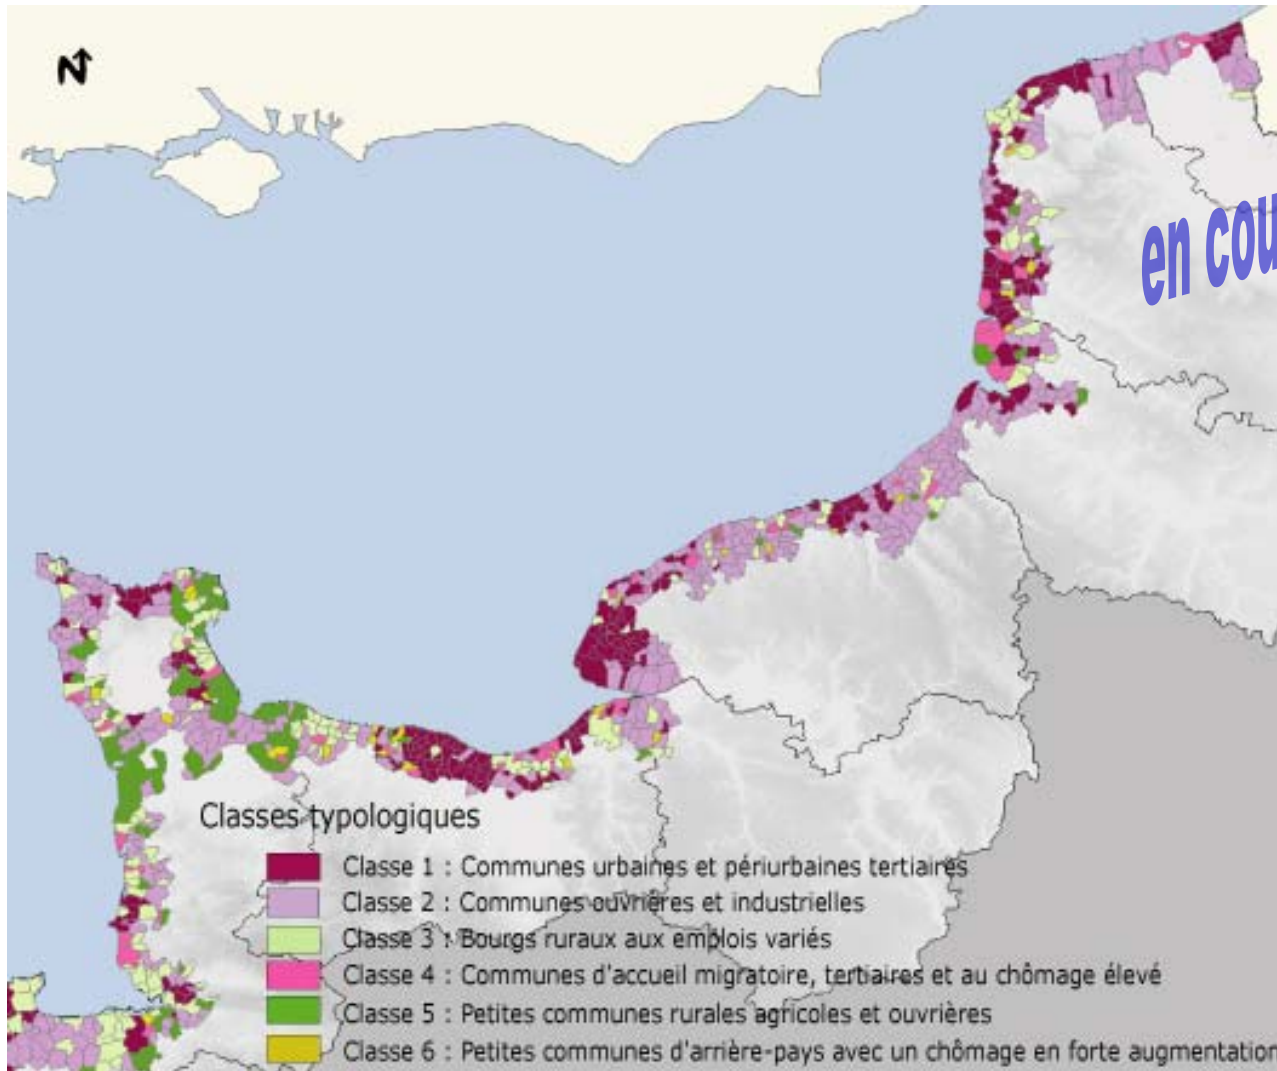 N
en cou
Classes typologiques
Classe 1 : Communes urbaines et périurbaines tertiaires
Classe 2 : Communes ouvrières et industrielles
Classe 3 : Bourgs ruraux aux emplois variés
Classe 4 : Communes d'accueil migratoire, tertiaires et au chômage élevé
Classe 5 : Petites communes rurales agricoles et ouvrières
Classe 6 : Petites communes d'arrière-pays avec un chômage en forte augmentation